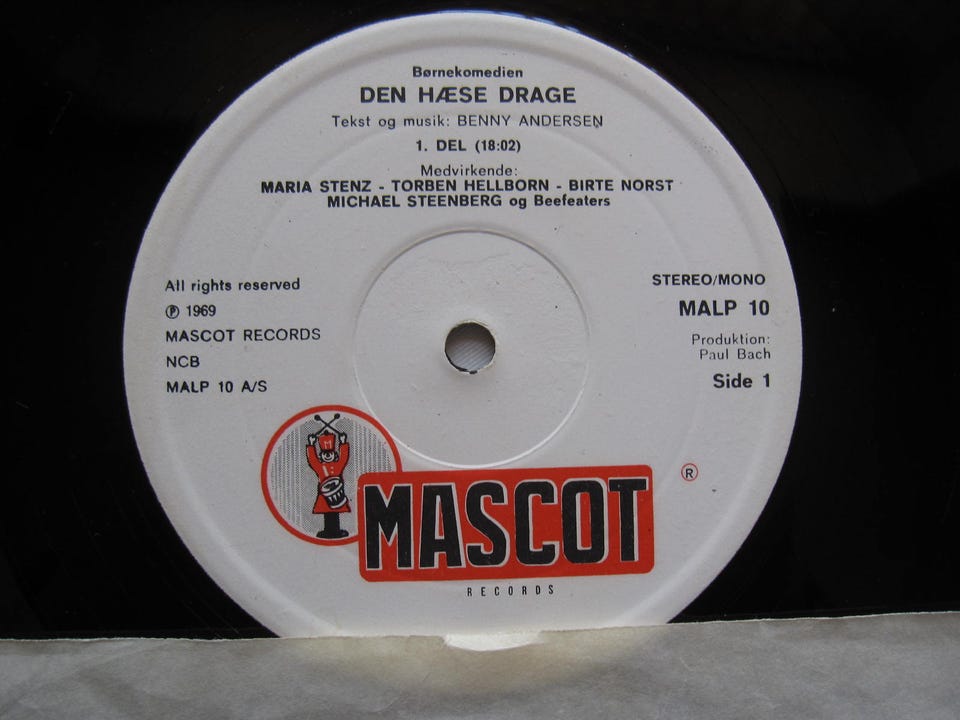 Børnekomedien
DEN HÆSE DRAGE
Tekst og musik: BENNY ANDERSEN
1. DEL (18:02)
Medvirkende:
MARIA STENZ - TORBEN HELLBORN - BIRTE NORST
MICHAEL STEENBERG og Beefeaters
All rights reserved
℗ 1969
MASCOT RECORDS
NCB
MALP 10 A/S
STEREO/MONO
MALP 10
Produktion:
Paul Bach
Side 1
M
MASCOT ®
RECORDS